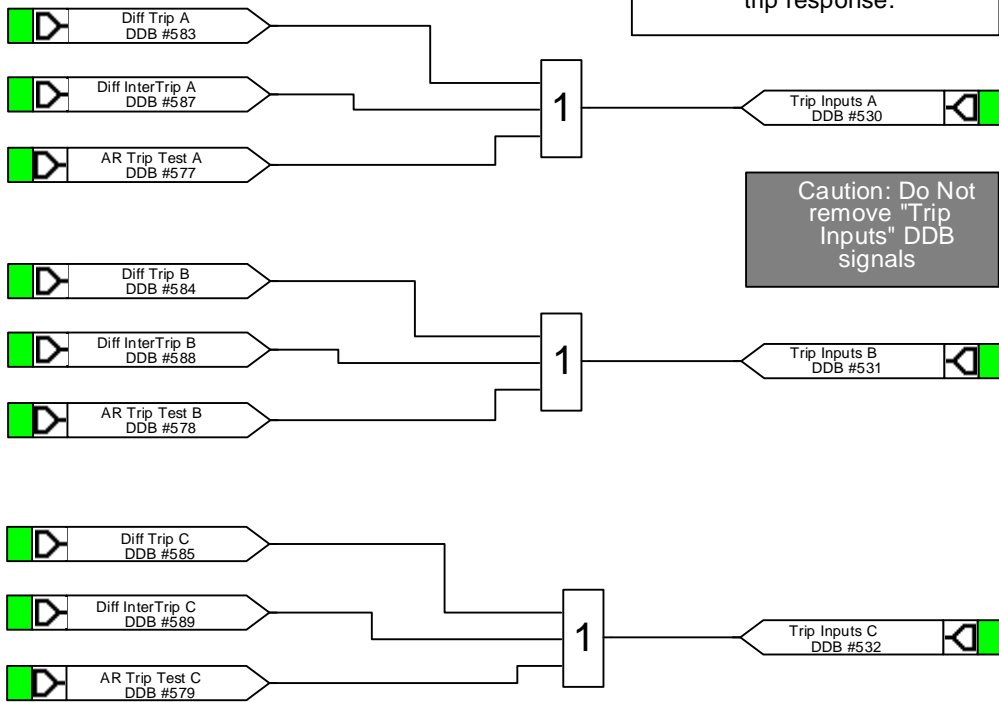 trip response.
Diff Trip A
DDB #583
Diff InterTrip A
DDB #587
AR Trip Test A
DDB #577
1
Trip Inputs A
DDB #530
Caution: Do Not
remove "Trip
Inputs" DDB
signals
Diff Trip B
DDB #584
Diff InterTrip B
DDB #588
AR Trip Test B
DDB #578
1
Trip Inputs B
DDB #531
Diff Trip C
DDB #585
Diff InterTrip C
DDB #589
AR Trip Test C
DDB #579
1
Trip Inputs C
DDB #532